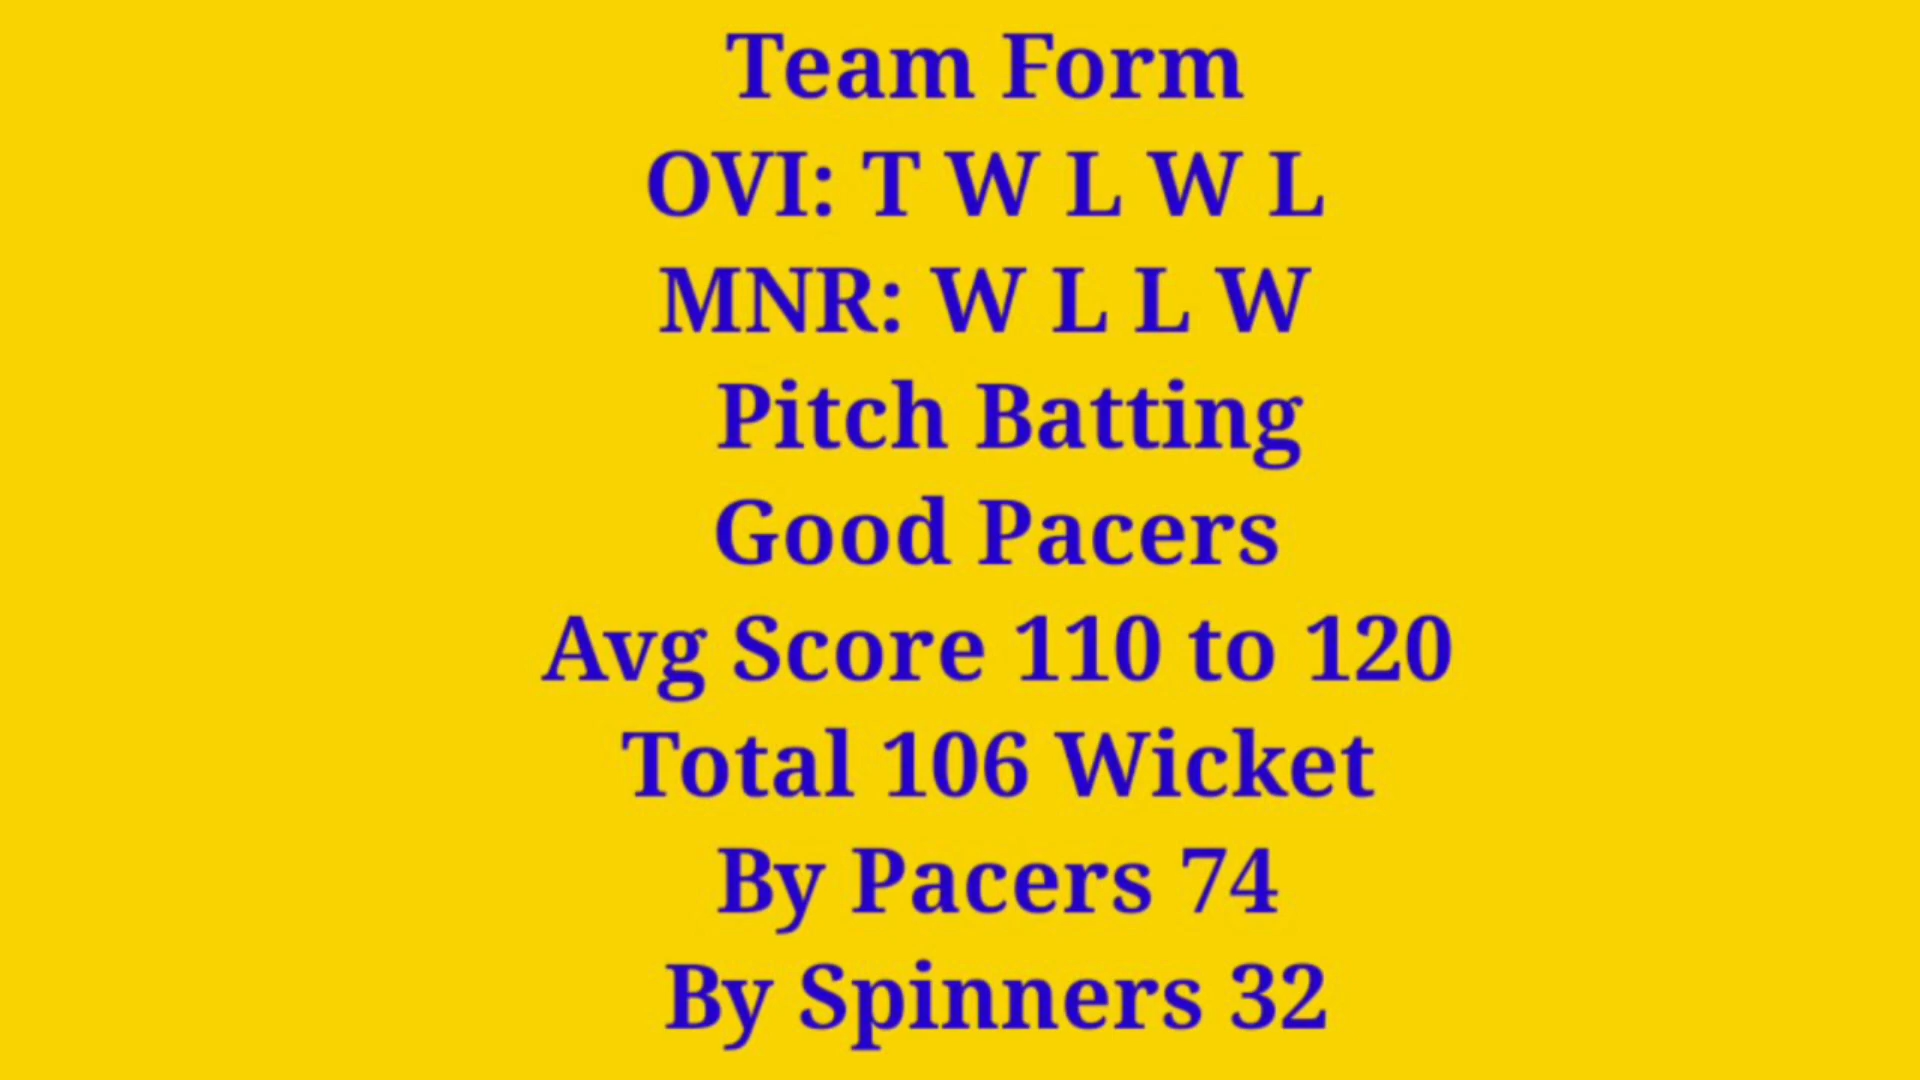 Team Form
OVI: T W L W L
MNR: W L L W
Pitch Batting
Good Pacers
Avg Score 110 to 120
Total 106 Wicket
By Pacers 74
By Spinners 32